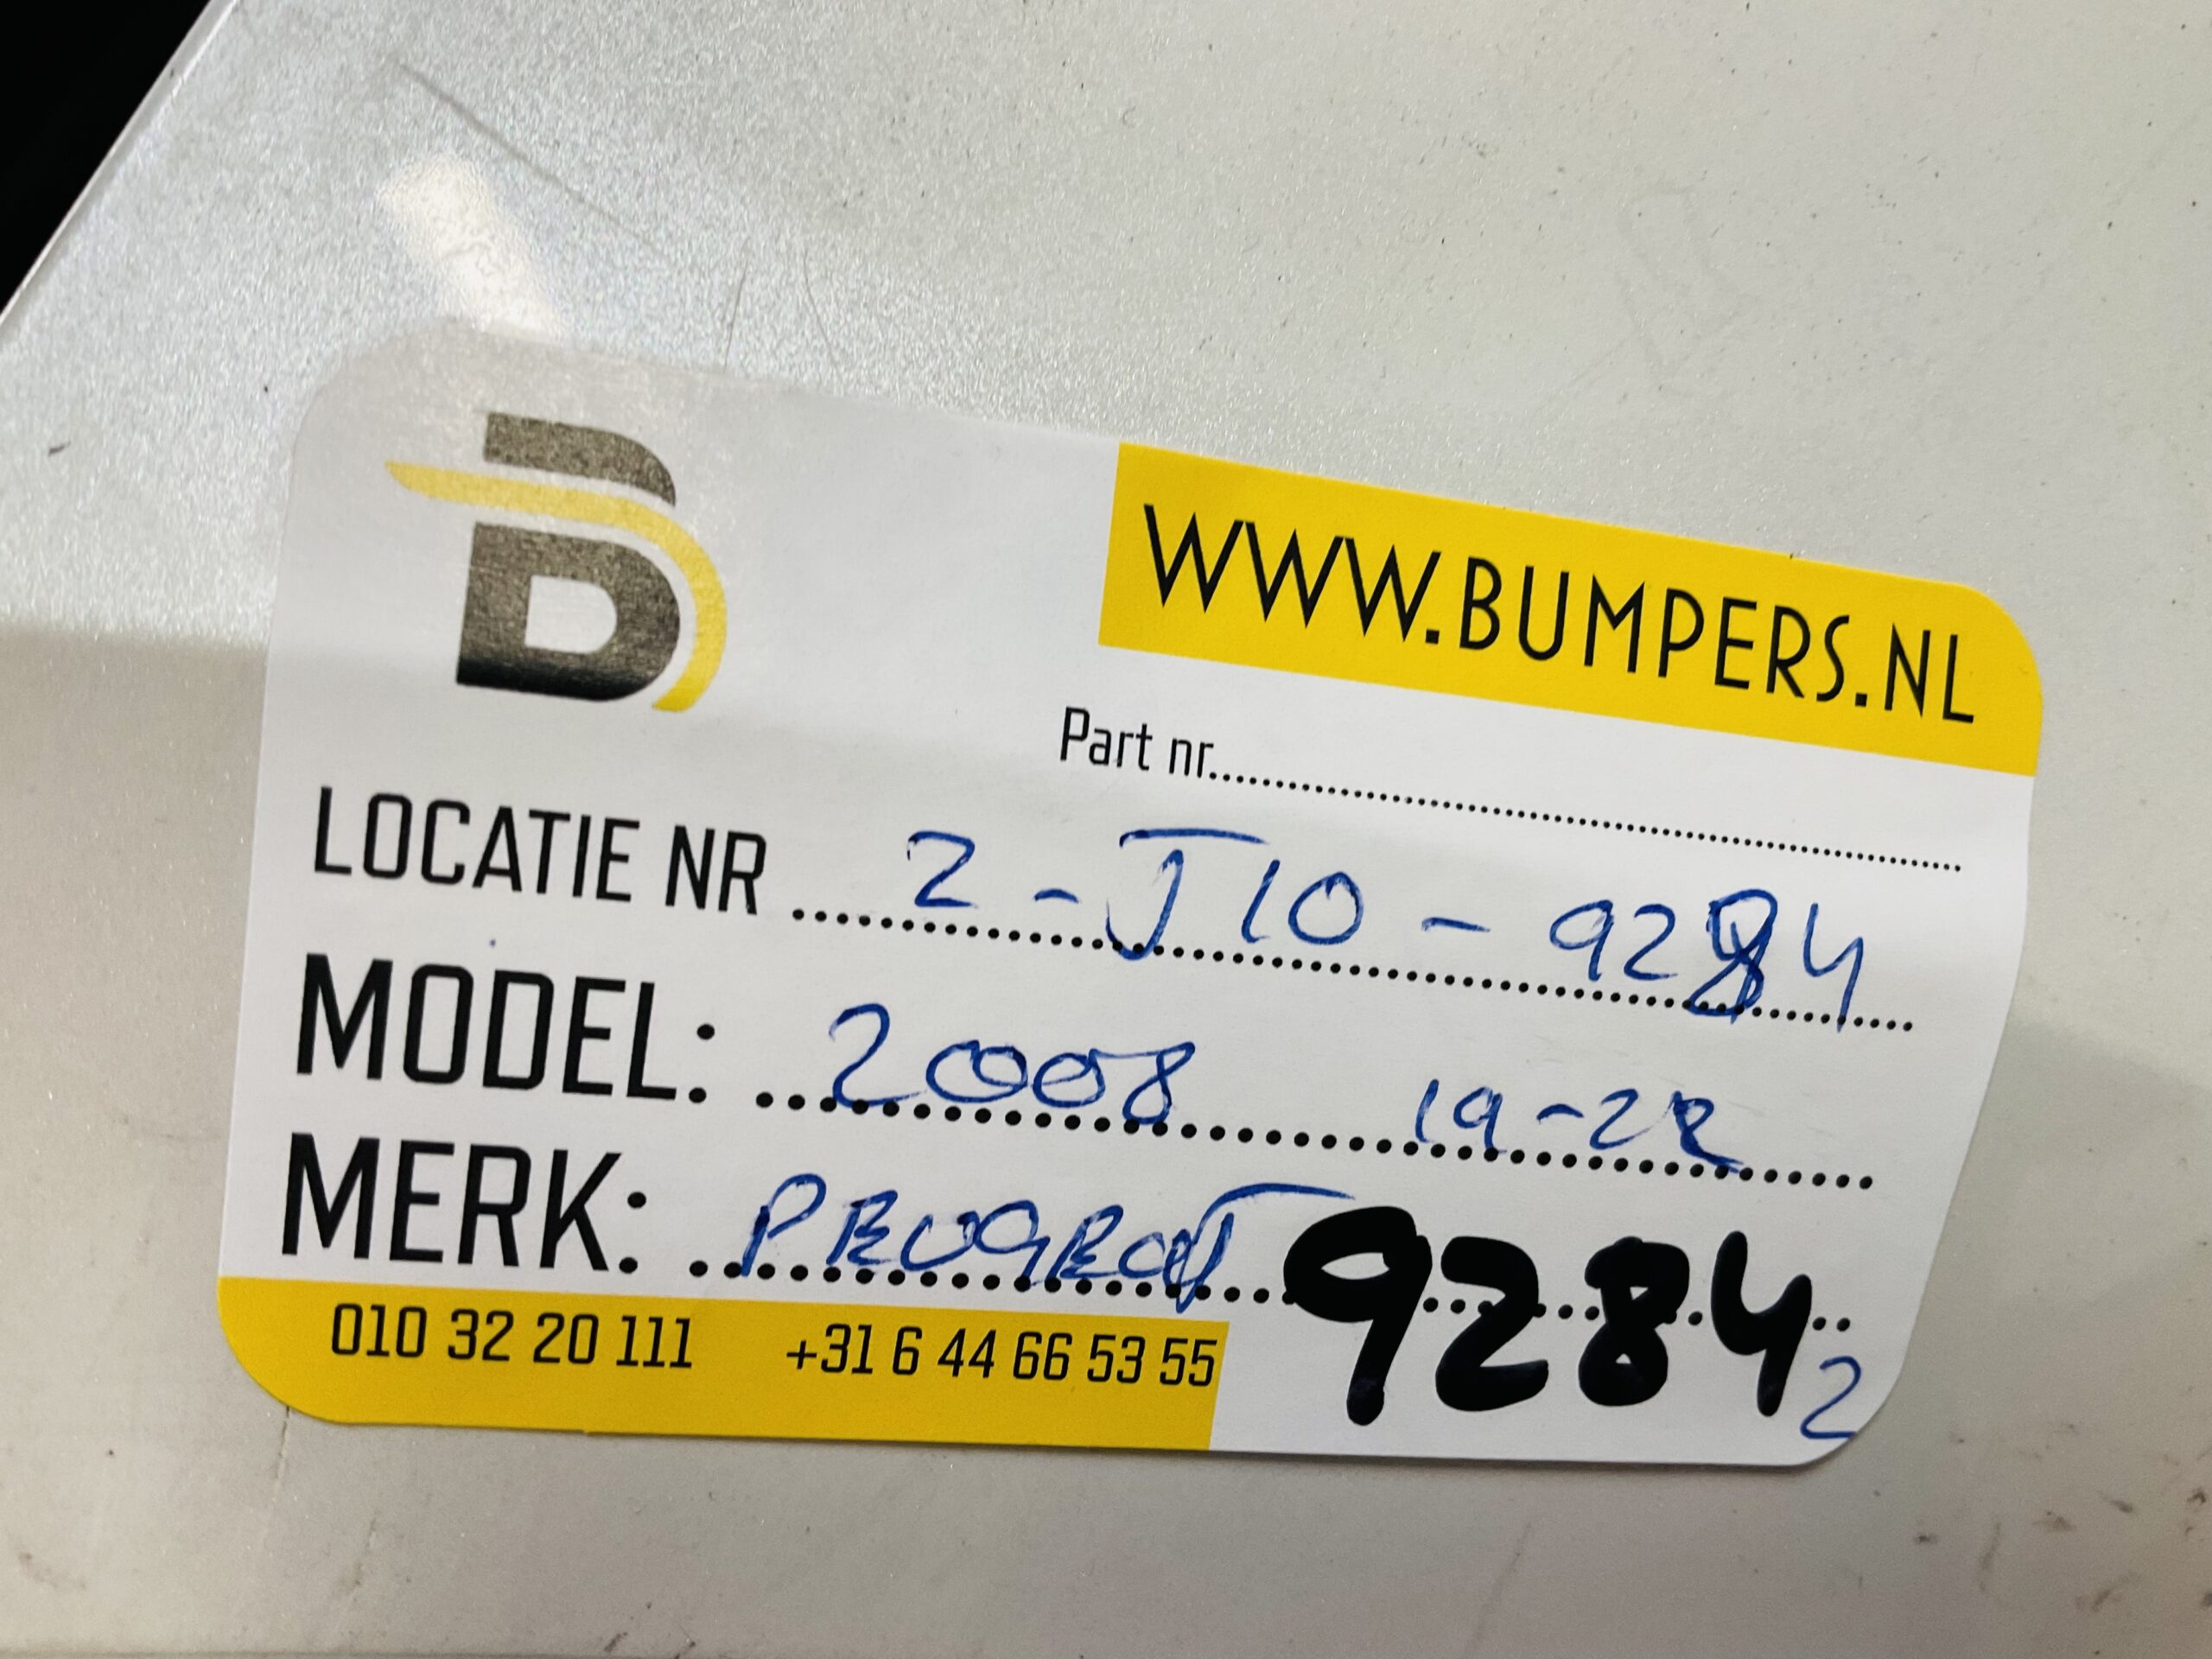 B
WWW.BUMPERS.NL
Part nr..............................
LOCATIE NR ... 2 - J10 - 9284
MODEL: ... 2008 19-22
MERK: ... PEUGEOT 9284 2
010 32 20 111 +31 6 44 66 53 55